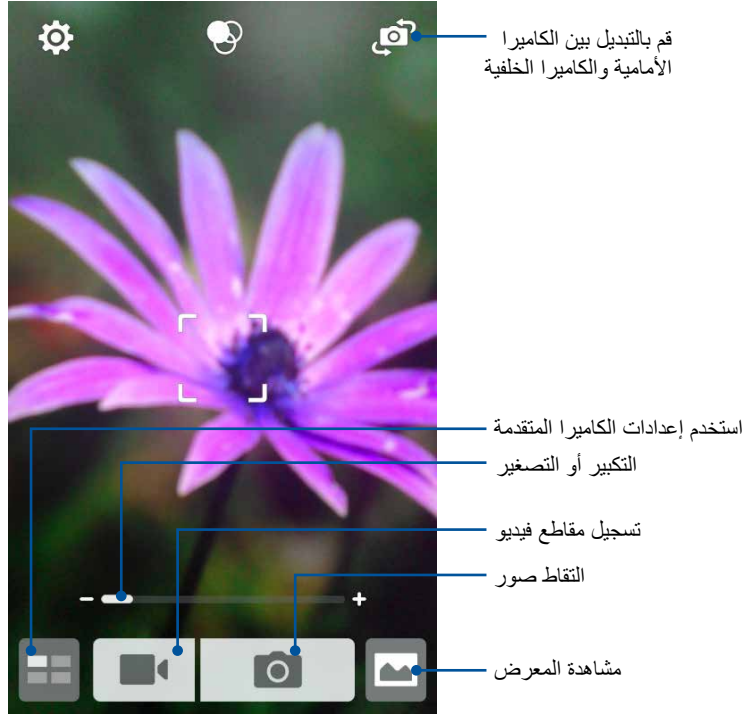 قم بالتبديل بين الكاميرا
الأمامية والكاميرا الخلفية
استخدم إعدادات الكاميرا المتقدمة
التكبير أو التصغير
تسجيل مقاطع فيديو
التقاط صور
مشاهدة المعرض